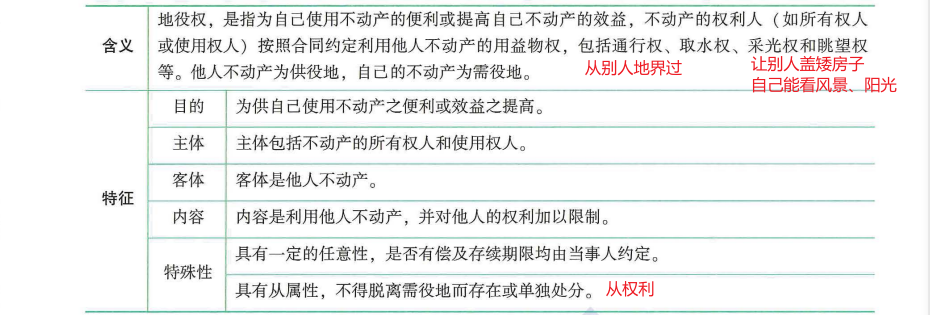 地役权，是指为自己使用不动产的便利或提高自己不动产的效益，不动产的权利人（如所有权人
含义
或使用权人）按照合同约定利用他人不动产的用益物权，包括通行权、取水权、采光权和眺望权
等。他人不动产为供役地，自己的不动产为需役地。
从别人地界过
让别人盖矮房子
自己能看风景、阳光
特征
目的
为供自己使用不动产之便利或效益之提高。
主体
主体包括不动产的所有权人和使用权人。
客体
客体是他人不动产。
内容
内容是利用他人不动产，并对他人的权利加以限制。
特殊性
具有一定的任意性，是否有偿及存续期限均由当事人约定。
具有从属性，不得脱离需役地而存在或单独处分。
从权利